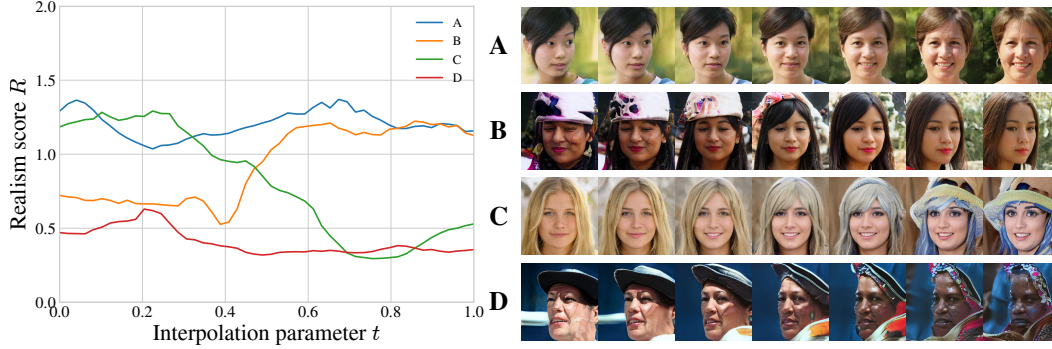 2.0
1.5
1.0
0.5
0.0
Realism score R
0.0
0.2
0.4
0.6
0.8
1.0
Interpolation parameter t
A
B
C
D
A
B
C
D